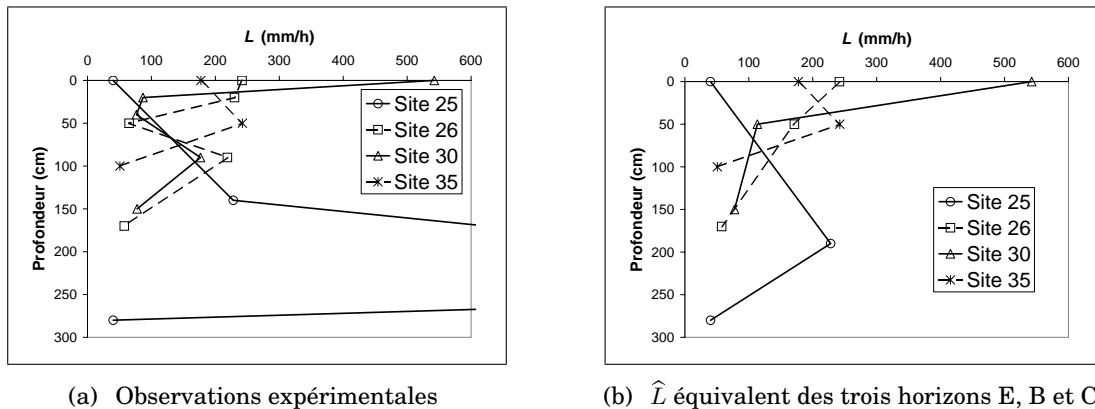 L (mm/h)
0 100 200 300 400 500 600
0
50
100
150
200
250
300
Profondeur (cm)
Site 25
Site 26
Site 30
Site 35
(a) Observations expérimentales
L (mm/h)
0 100 200 300 400 500 600
0
50
100
150
200
250
300
Profondeur (cm)
Site 25
Site 26
Site 30
Site 35
(b) L̂ équivalent des trois horizons E, B et C